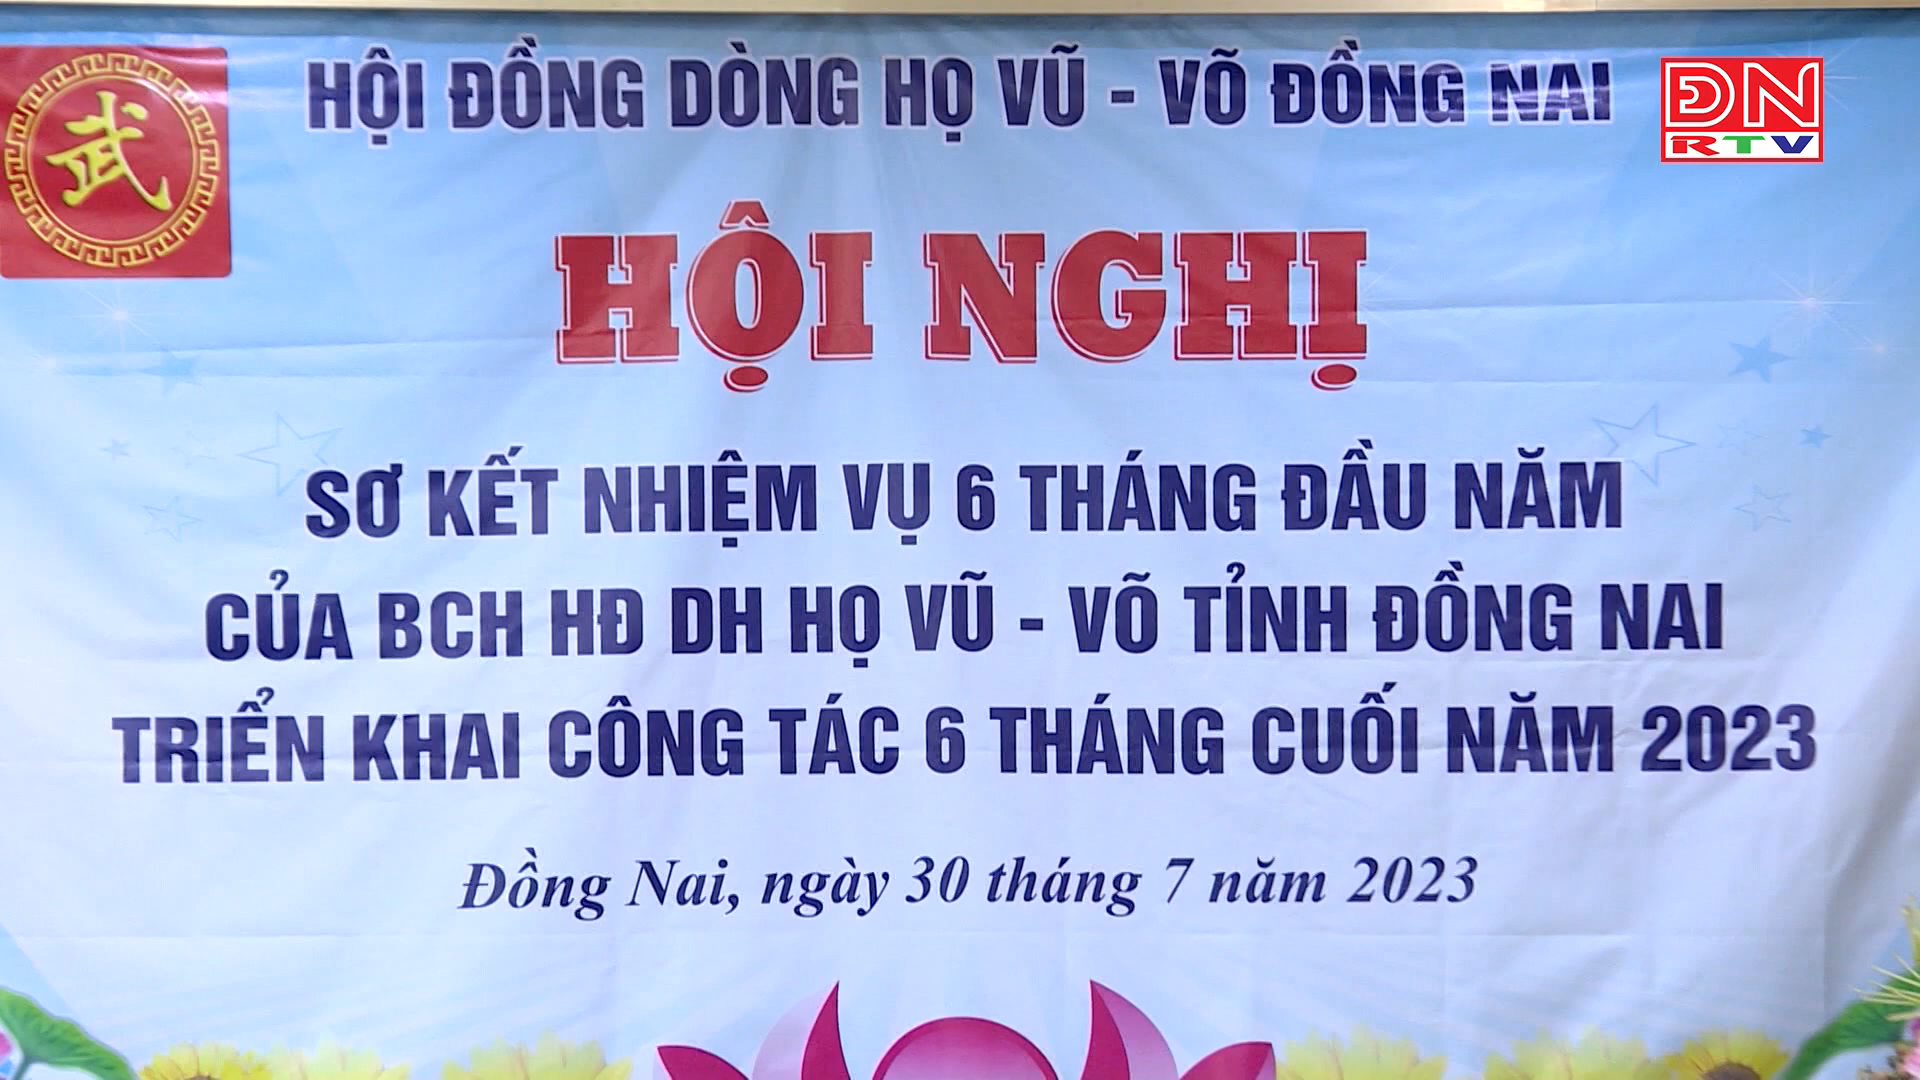 武
HỘI ĐỒNG DÒNG HỌ VŨ - VÕ ĐỒNG NAI
ĐN
RTV
HỘI NGHỊ
SƠ KẾT NHIỆM VỤ 6 THÁNG ĐẦU NĂM
CỦA BCH HĐ DH HỌ VŨ - VÕ TỈNH ĐỒNG NAI
TRIỂN KHAI CÔNG TÁC 6 THÁNG CUỐI NĂM 2023
Đồng Nai, ngày 30 tháng 7 năm 2023